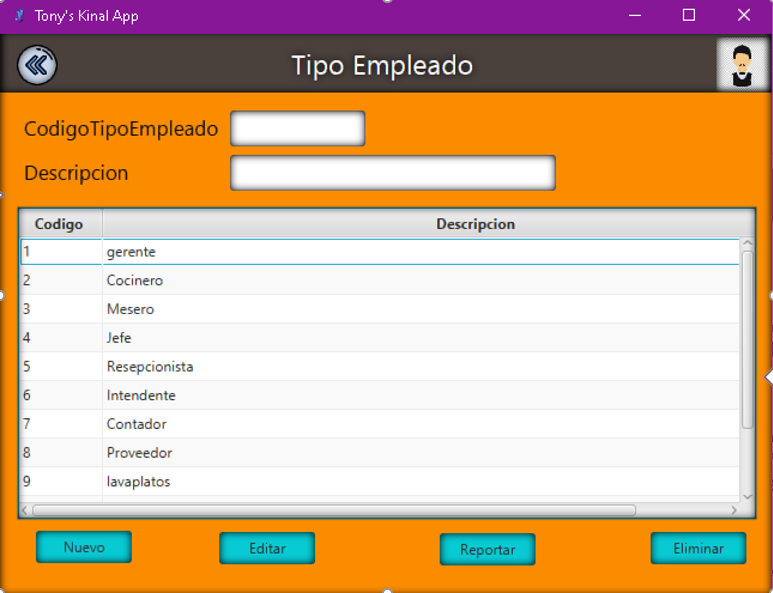 Tony's Kinal App
Tipo Empleado
CodigoTipoEmpleado
Descripcion
Codigo Descripcion
1 gerente
2 Cocinero
3 Mesero
4 Jefe
5 Resepcionista
6 Intendente
7 Contador
8 Proveedor
9 lavaplatos
Nuevo Editar Reportar Eliminar